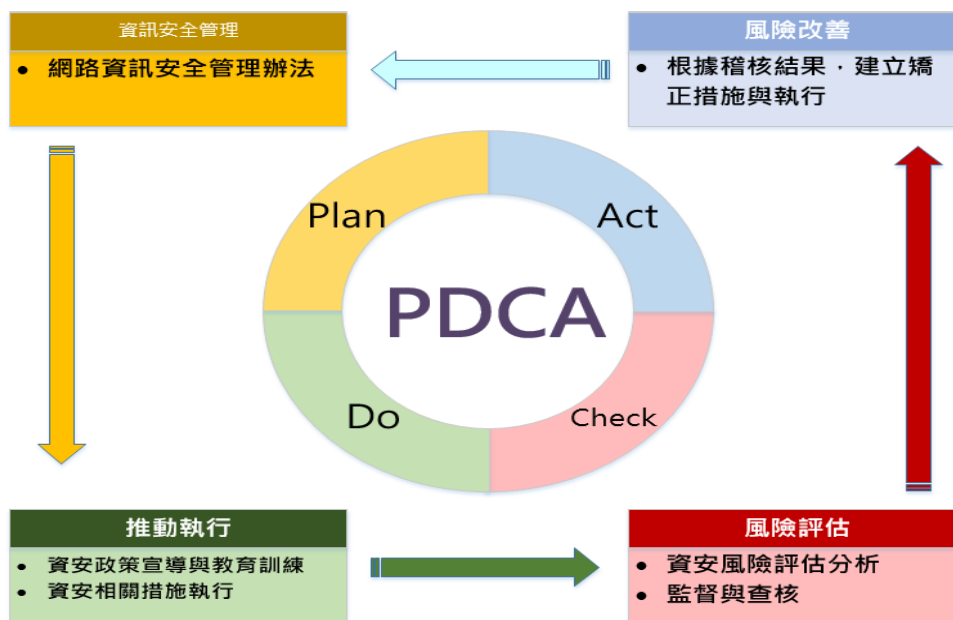 資訊安全管理
• 網路資訊安全管理辦法
風險改善
• 根據稽核結果，建立矯
正措施與執行
Plan
Act
PDCA
Do
Check
推動執行
• 資安政策宣導與教育訓練
• 資安相關措施執行
風險評估
• 資安風險評估分析
• 監督與查核